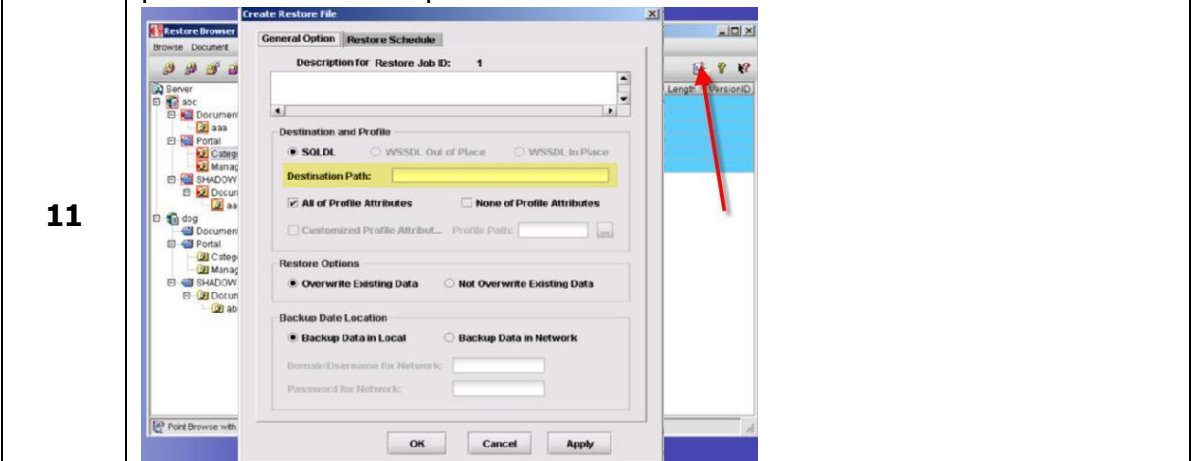 11
Create Restore File
Restore Browser
Browse Document
General Option Restore Schedule
Description for Restore Job ID: 1
Length VersionID
Server
abc
Documen
aaa
Portal
Categ
Manag
SHADOW
Docun
aa
dog
Documen
Portal
Categ
Manag
SHADOW
Docun
ab
Destination and Profile
SQLDL WSSDL Out of Place WSSDL In Place
Destination Path:
All of Profile Attributes None of Profile Attributes
Customized Profile Attribut... Profile Path: ...
Restore Options
Overwrite Existing Data Not Overwrite Existing Data
Backup Date Location
Backup Data in Local Backup Data in Network
Domain\Username for Network:
Password for Network:
Point Browse with
OK Cancel Apply